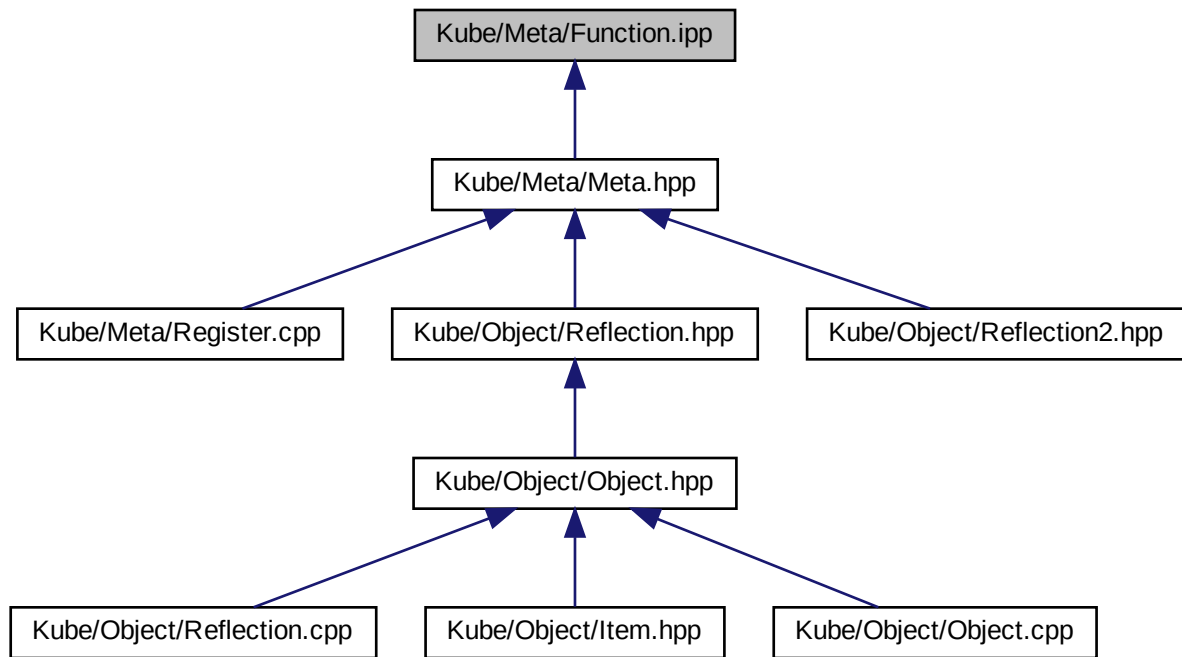 Kube/Meta/Function.ipp
Kube/Meta/Meta.hpp
Kube/Meta/Register.cpp
Kube/Object/Reflection.hpp
Kube/Object/Reflection2.hpp
Kube/Object/Object.hpp
Kube/Object/Reflection.cpp
Kube/Object/Item.hpp
Kube/Object/Object.cpp